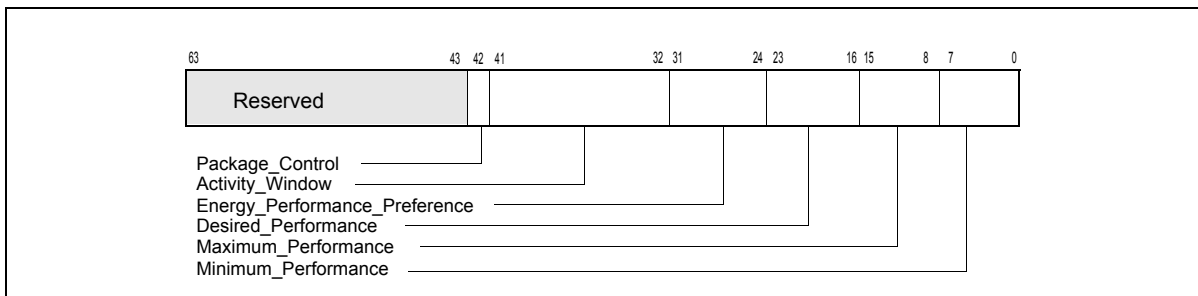 63 43 42 41 32 31 24 23 16 15 8 7 0
Reserved
Package_Control
Activity_Window
Energy_Performance_Preference
Desired_Performance
Maximum_Performance
Minimum_Performance